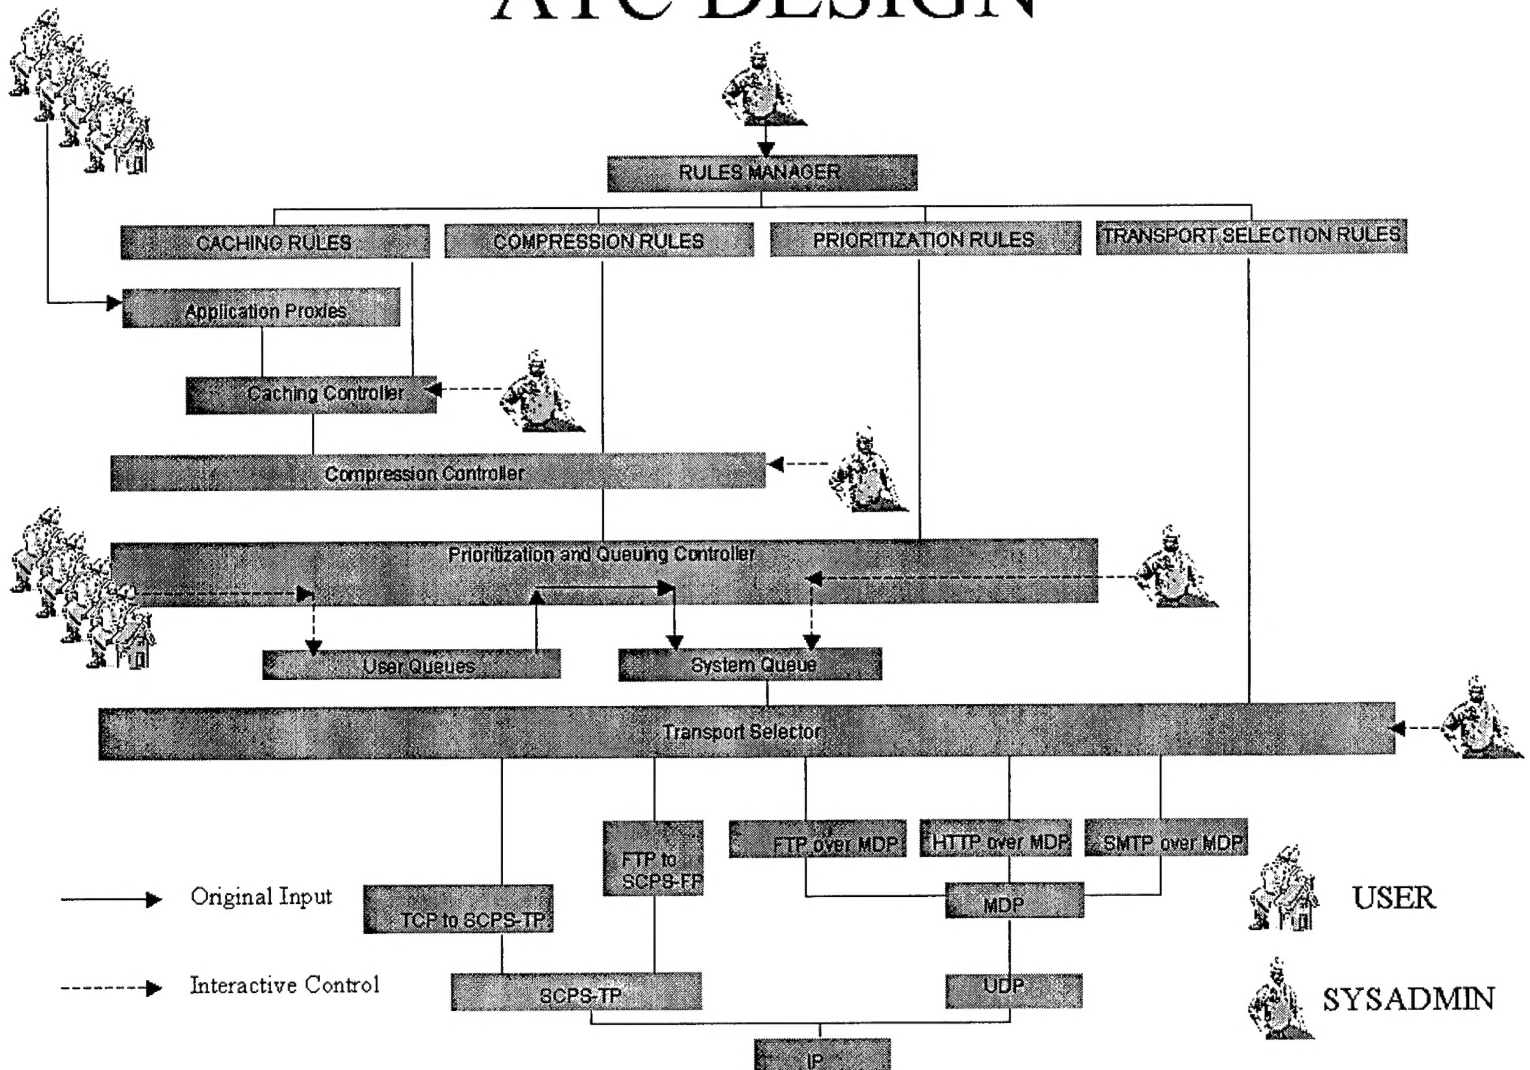 ATC DESIGN
RULES MANAGER
CACHING RULES
COMPRESSION RULES
PRIORITIZATION RULES
TRANSPORT SELECTION RULES
Application Proxies
Caching Controller
Compression Controller
Prioritization and Queuing Controller
User Queues
System Queue
Transport Selector
FTP to
SCPS-FP
FTP over MDP
HTTP over MDP
SMTP over MDP
Original Input
TCP to SCPS-TP
MDP
USER
Interactive Control
SCPS-TP
UDP
SYSADMIN
IP